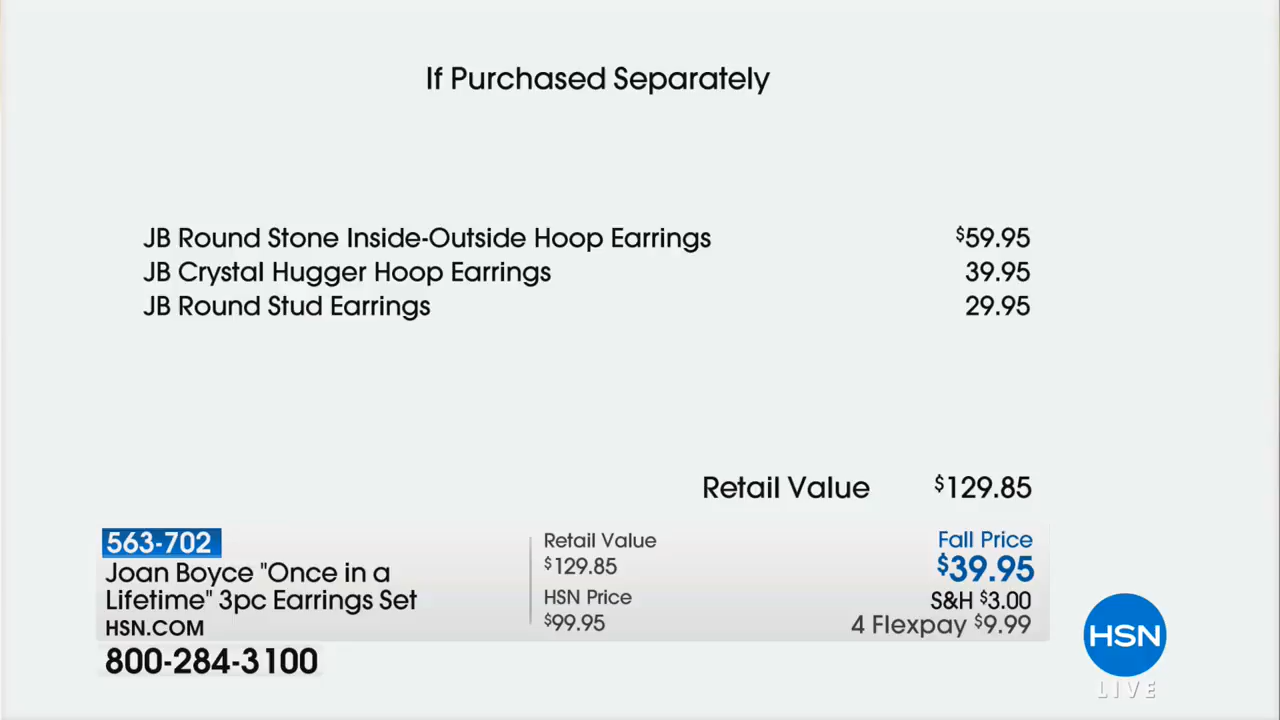 If Purchased Separately
JB Round Stone Inside-Outside Hoop Earrings $59.95
JB Crystal Hugger Hoop Earrings 39.95
JB Round Stud Earrings 29.95
Retail Value $129.85
563-702
Joan Boyce "Once in a
Lifetime" 3pc Earrings Set
HSN.COM
800-284-3100
Retail Value
$129.85
HSN Price
$99.95
Fall Price
$39.95
S&H $3.00
4 Flexpay $9.99
HSN
LIVE